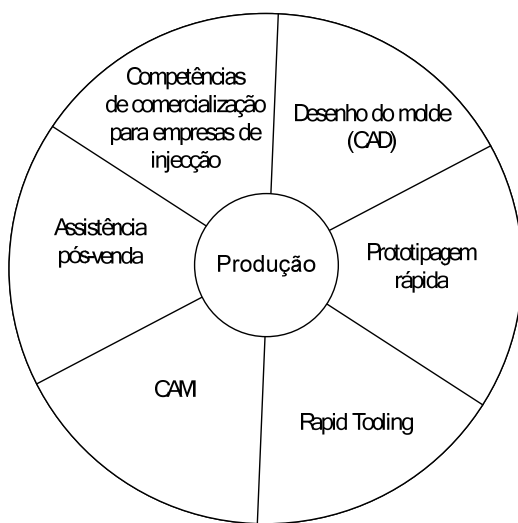 Competências
de comercialização
para empresas de
injecção
Desenho do molde
(CAD)
Assistência
pós-venda
Produção
Prototipagem
rápida
CAM
Rapid Tooling